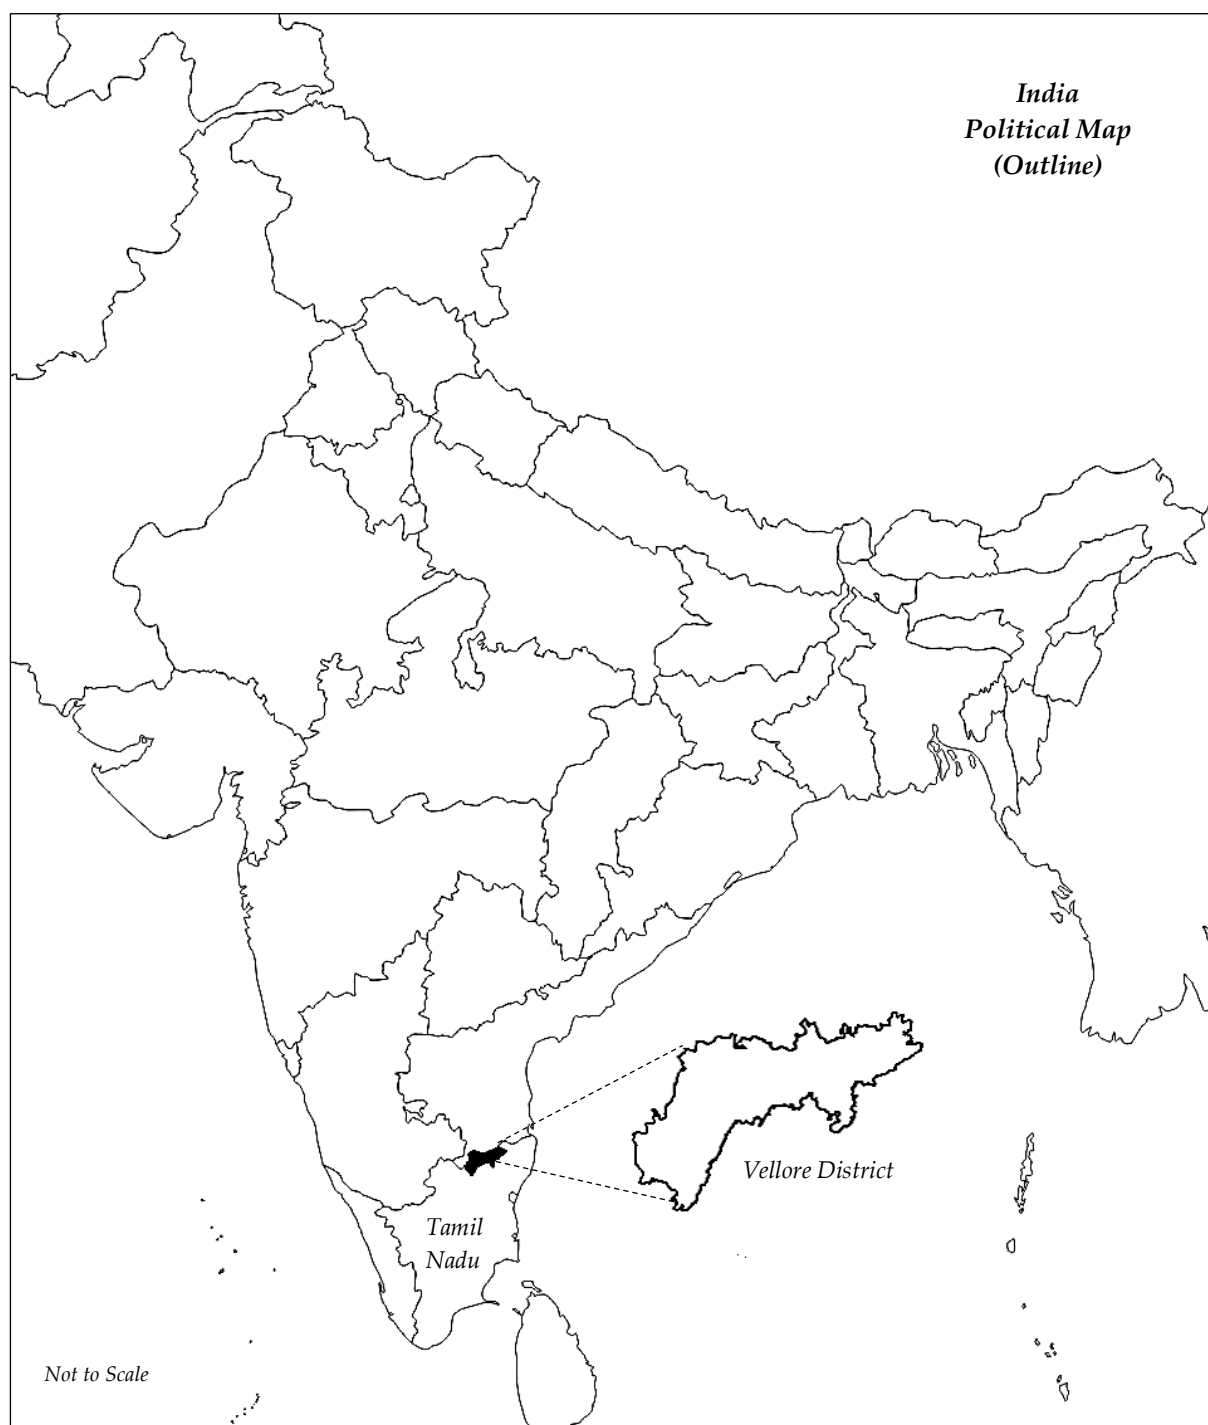 India
Political Map
(Outline)
Vellore District
Tamil
Nadu
Not to Scale